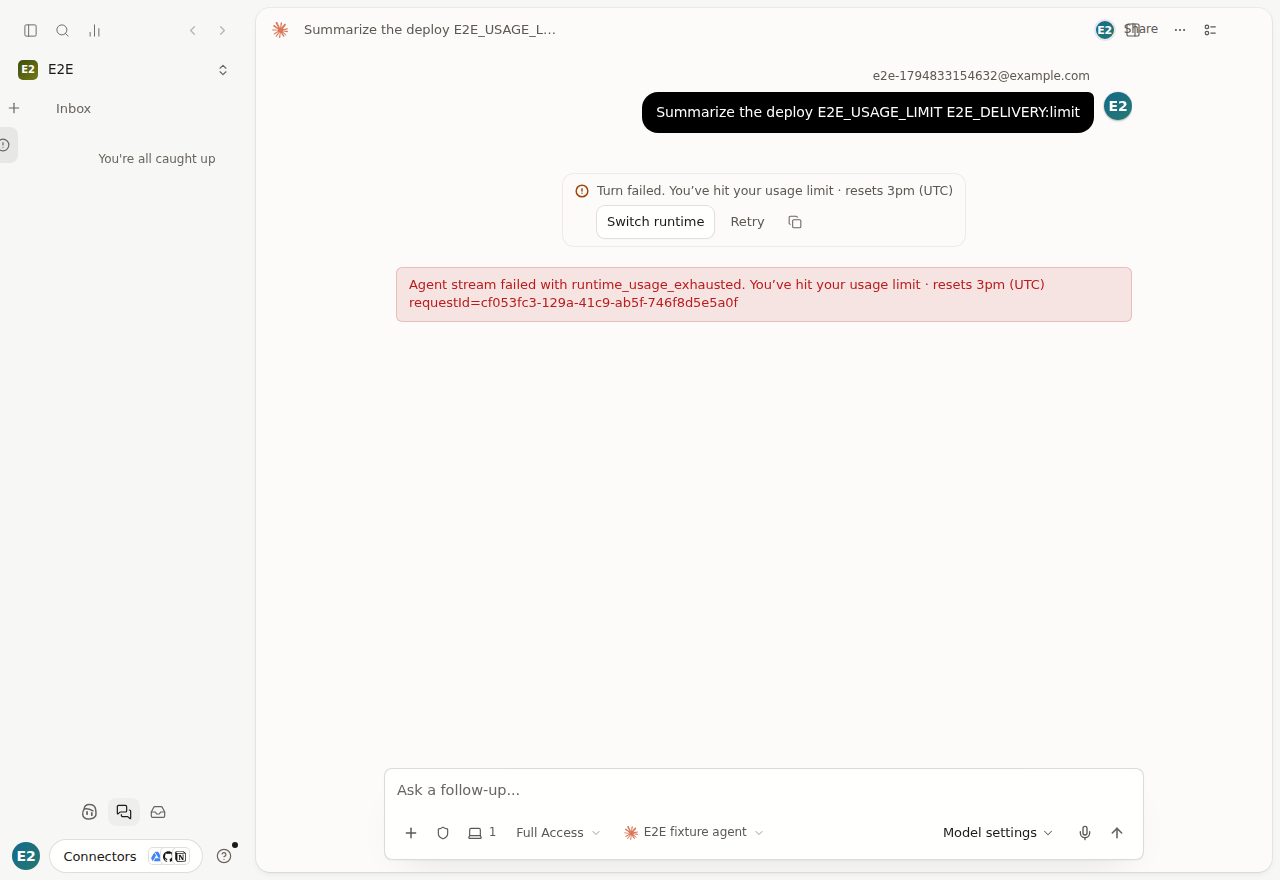 Summarize the deploy E2E_USAGE_L…
E2
Share
E2 E2E
Inbox
You're all caught up
e2e-1794833154632@example.com
Summarize the deploy E2E_USAGE_LIMIT E2E_DELIVERY:limit
E2
Turn failed. You’ve hit your usage limit · resets 3pm (UTC)
Switch runtime Retry
Agent stream failed with runtime_usage_exhausted. You’ve hit your usage limit · resets 3pm (UTC)
requestId=cf053fc3-129a-41c9-ab5f-746f8d5e5a0f
Ask a follow-up...
1 Full Access E2E fixture agent Model settings
E2 Connectors